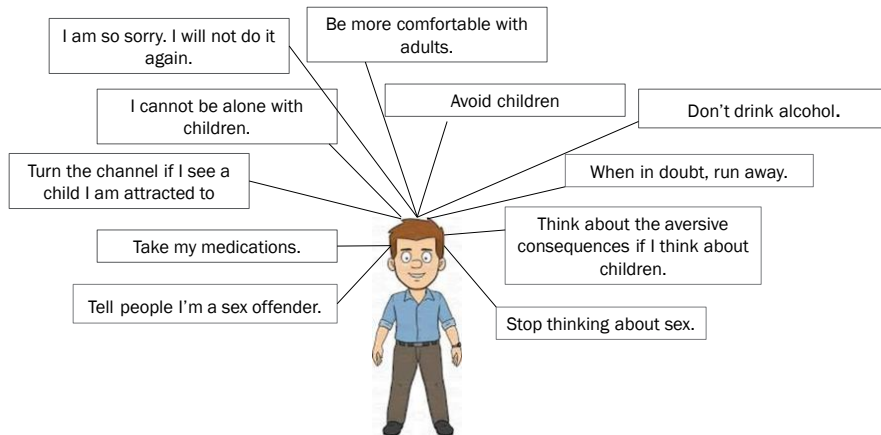 I am so sorry. I will not do it
again.
Be more comfortable with
adults.
I cannot be alone with
children.
Avoid children
Don't drink alcohol.
Turn the channel if I see a
child I am attracted to
When in doubt, run away.
Take my medications.
Think about the aversive
consequences if I think about
children.
Tell people I'm a sex offender.
Stop thinking about sex.